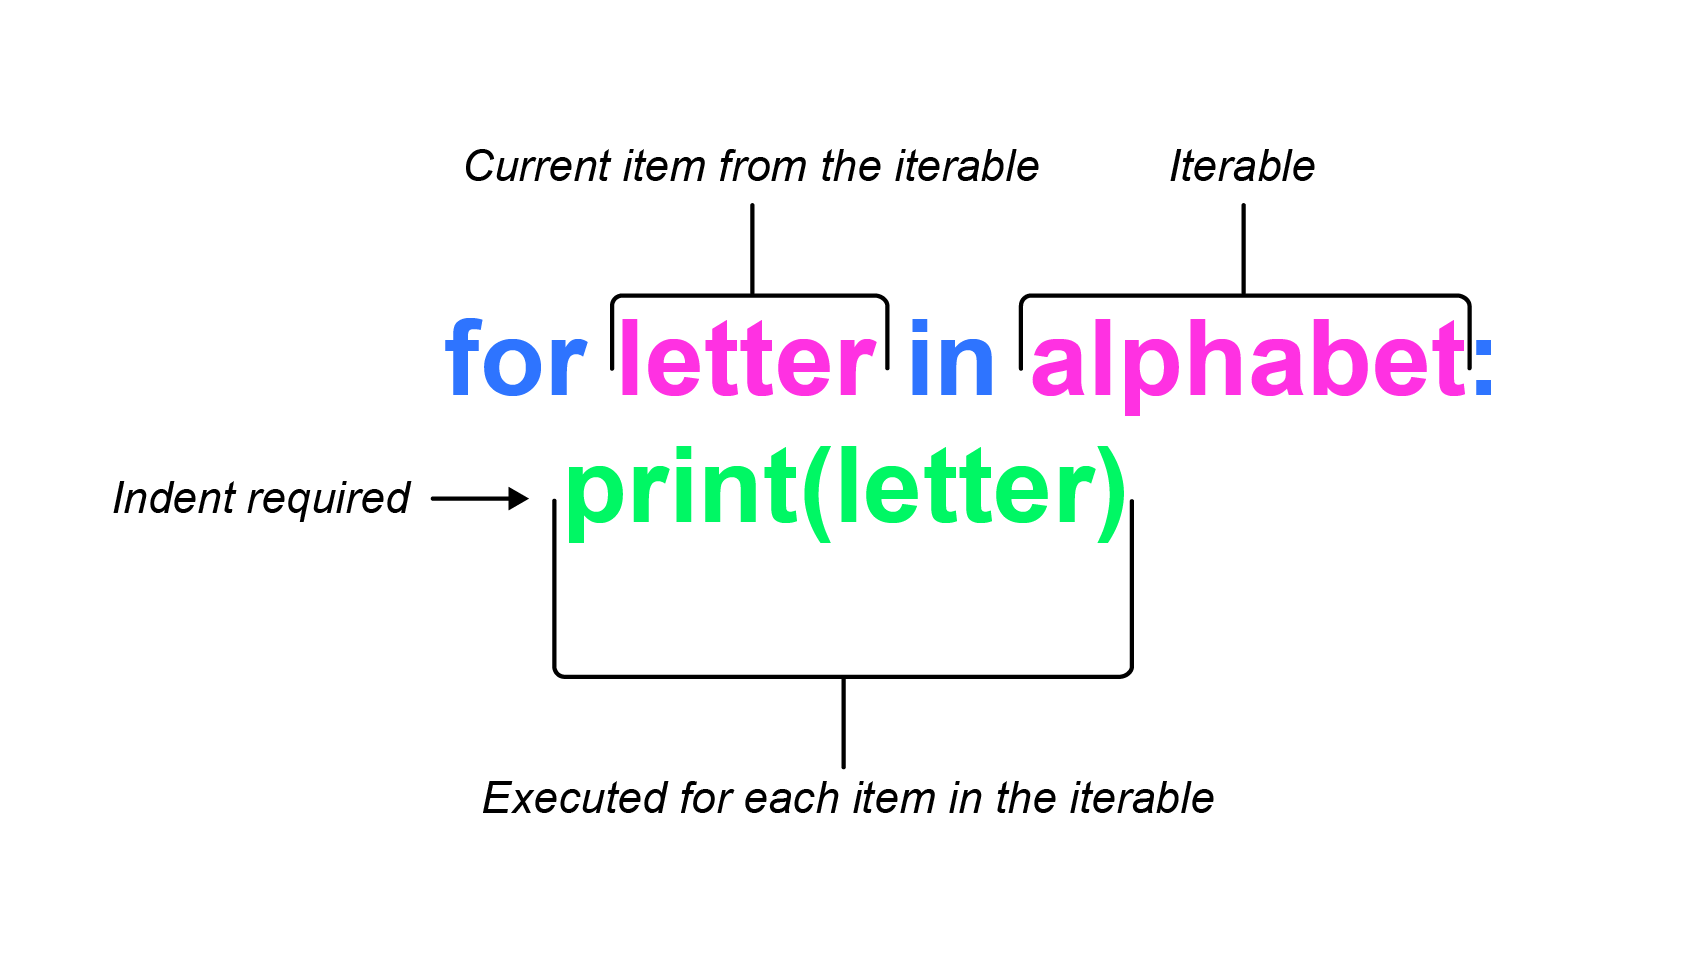 Current item from the iterable
Iterable
for letter in alphabet:
Indent required
print(letter)
Executed for each item in the iterable